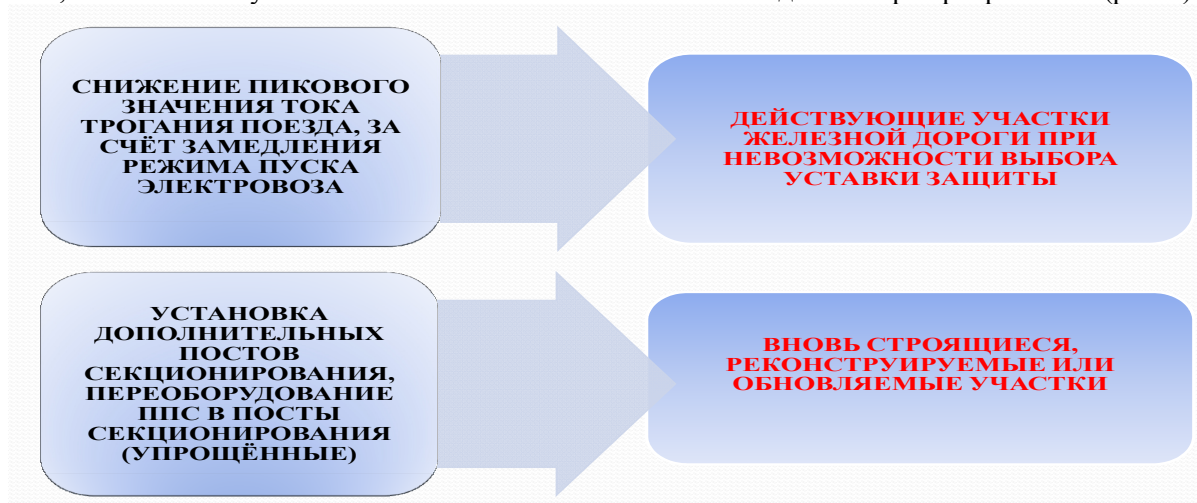 СНИЖЕНИЕ ПИКОВОГО
ЗНАЧЕНИЯ ТОКА
ТРОГАНИЯ ПОЕЗДА, ЗА
СЧЁТ ЗАМЕДЛЕНИЯ
РЕЖИМА ПУСКА
ЭЛЕКТРОВОЗА
ДЕЙСТВУЮЩИЕ УЧАСТКИ
ЖЕЛЕЗНОЙ ДОРОГИ ПРИ
НЕВОЗМОЖНОСТИ ВЫБОРА
УСТАВКИ ЗАЩИТЫ
УСТАНОВКА
ДОПОЛНИТЕЛЬНЫХ
ПОСТОВ
СЕКЦИОНИРОВАНИЯ,
ПЕРЕОБОРУДОВАНИЕ
ППС В ПОСТЫ
СЕКЦИОНИРОВАНИЯ
(УПРОЩЁННЫЕ)
ВНОВЬ СТРОЯЩИЕСЯ,
РЕКОНСТРУИРУЕМЫЕ ИЛИ
ОБНОВЛЯЕМЫЕ УЧАСТКИ